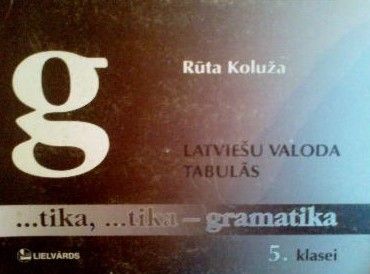 g
Rūta Koluža
LATVIEŠU VALODA
TABULĀS
...tika, ...tika – gramatika
5. klasei
LIELVĀRDS